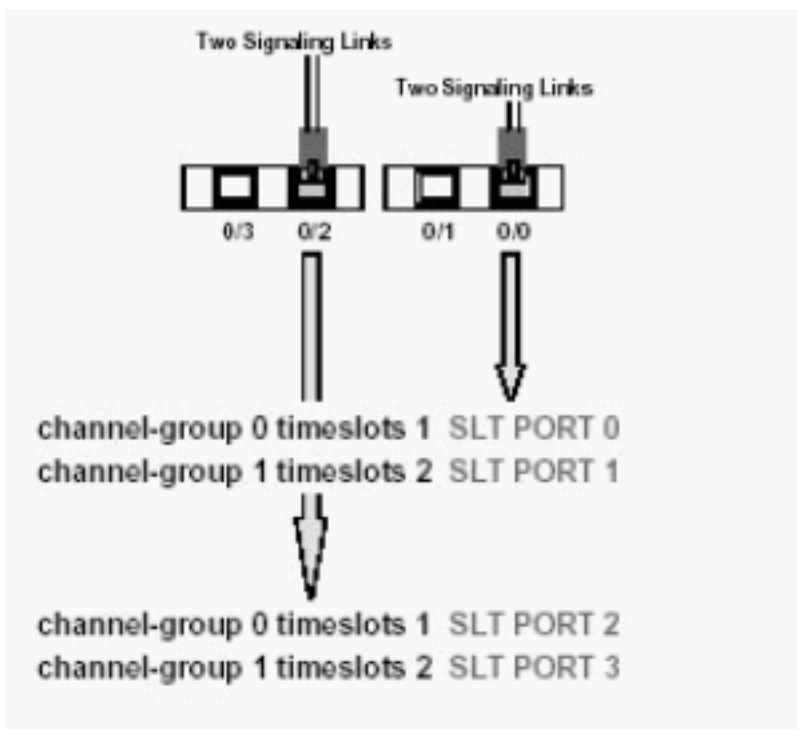 Two Signaling Links
Two Signaling Links
0/3 0/2 0/1 0/0
channel-group 0 timeslots 1 SLT PORT 0
channel-group 1 timeslots 2 SLT PORT 1
channel-group 0 timeslots 1 SLT PORT 2
channel-group 1 timeslots 2 SLT PORT 3